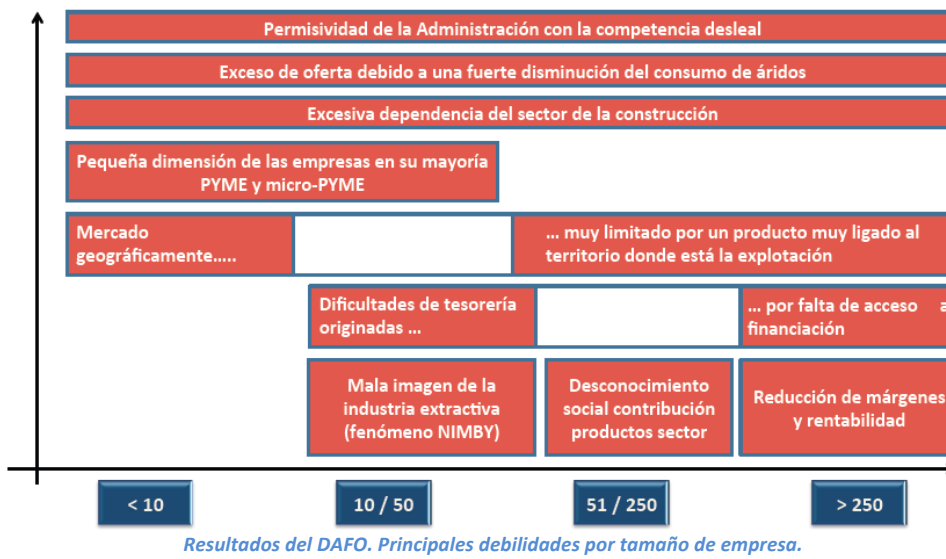 Permisividad de la Administración con la competencia desleal
Exceso de oferta debido a una fuerte disminución del consumo de áridos
Excesiva dependencia del sector de la construcción
Pequeña dimensión de las empresas en su mayoría
PYME y micro-PYME
Mercado
geográficamente.....
... muy limitado por un producto muy ligado al
territorio donde está la explotación
Dificultades de tesorería
originadas ...
... por falta de acceso a
financiación
Mala imagen de la
industria extractiva
(fenómeno NIMBY)
Desconocimiento
social contribución
productos sector
Reducción de márgenes
y rentabilidad
< 10
10 / 50
51 / 250
> 250
Resultados del DAFO. Principales debilidades por tamaño de empresa.